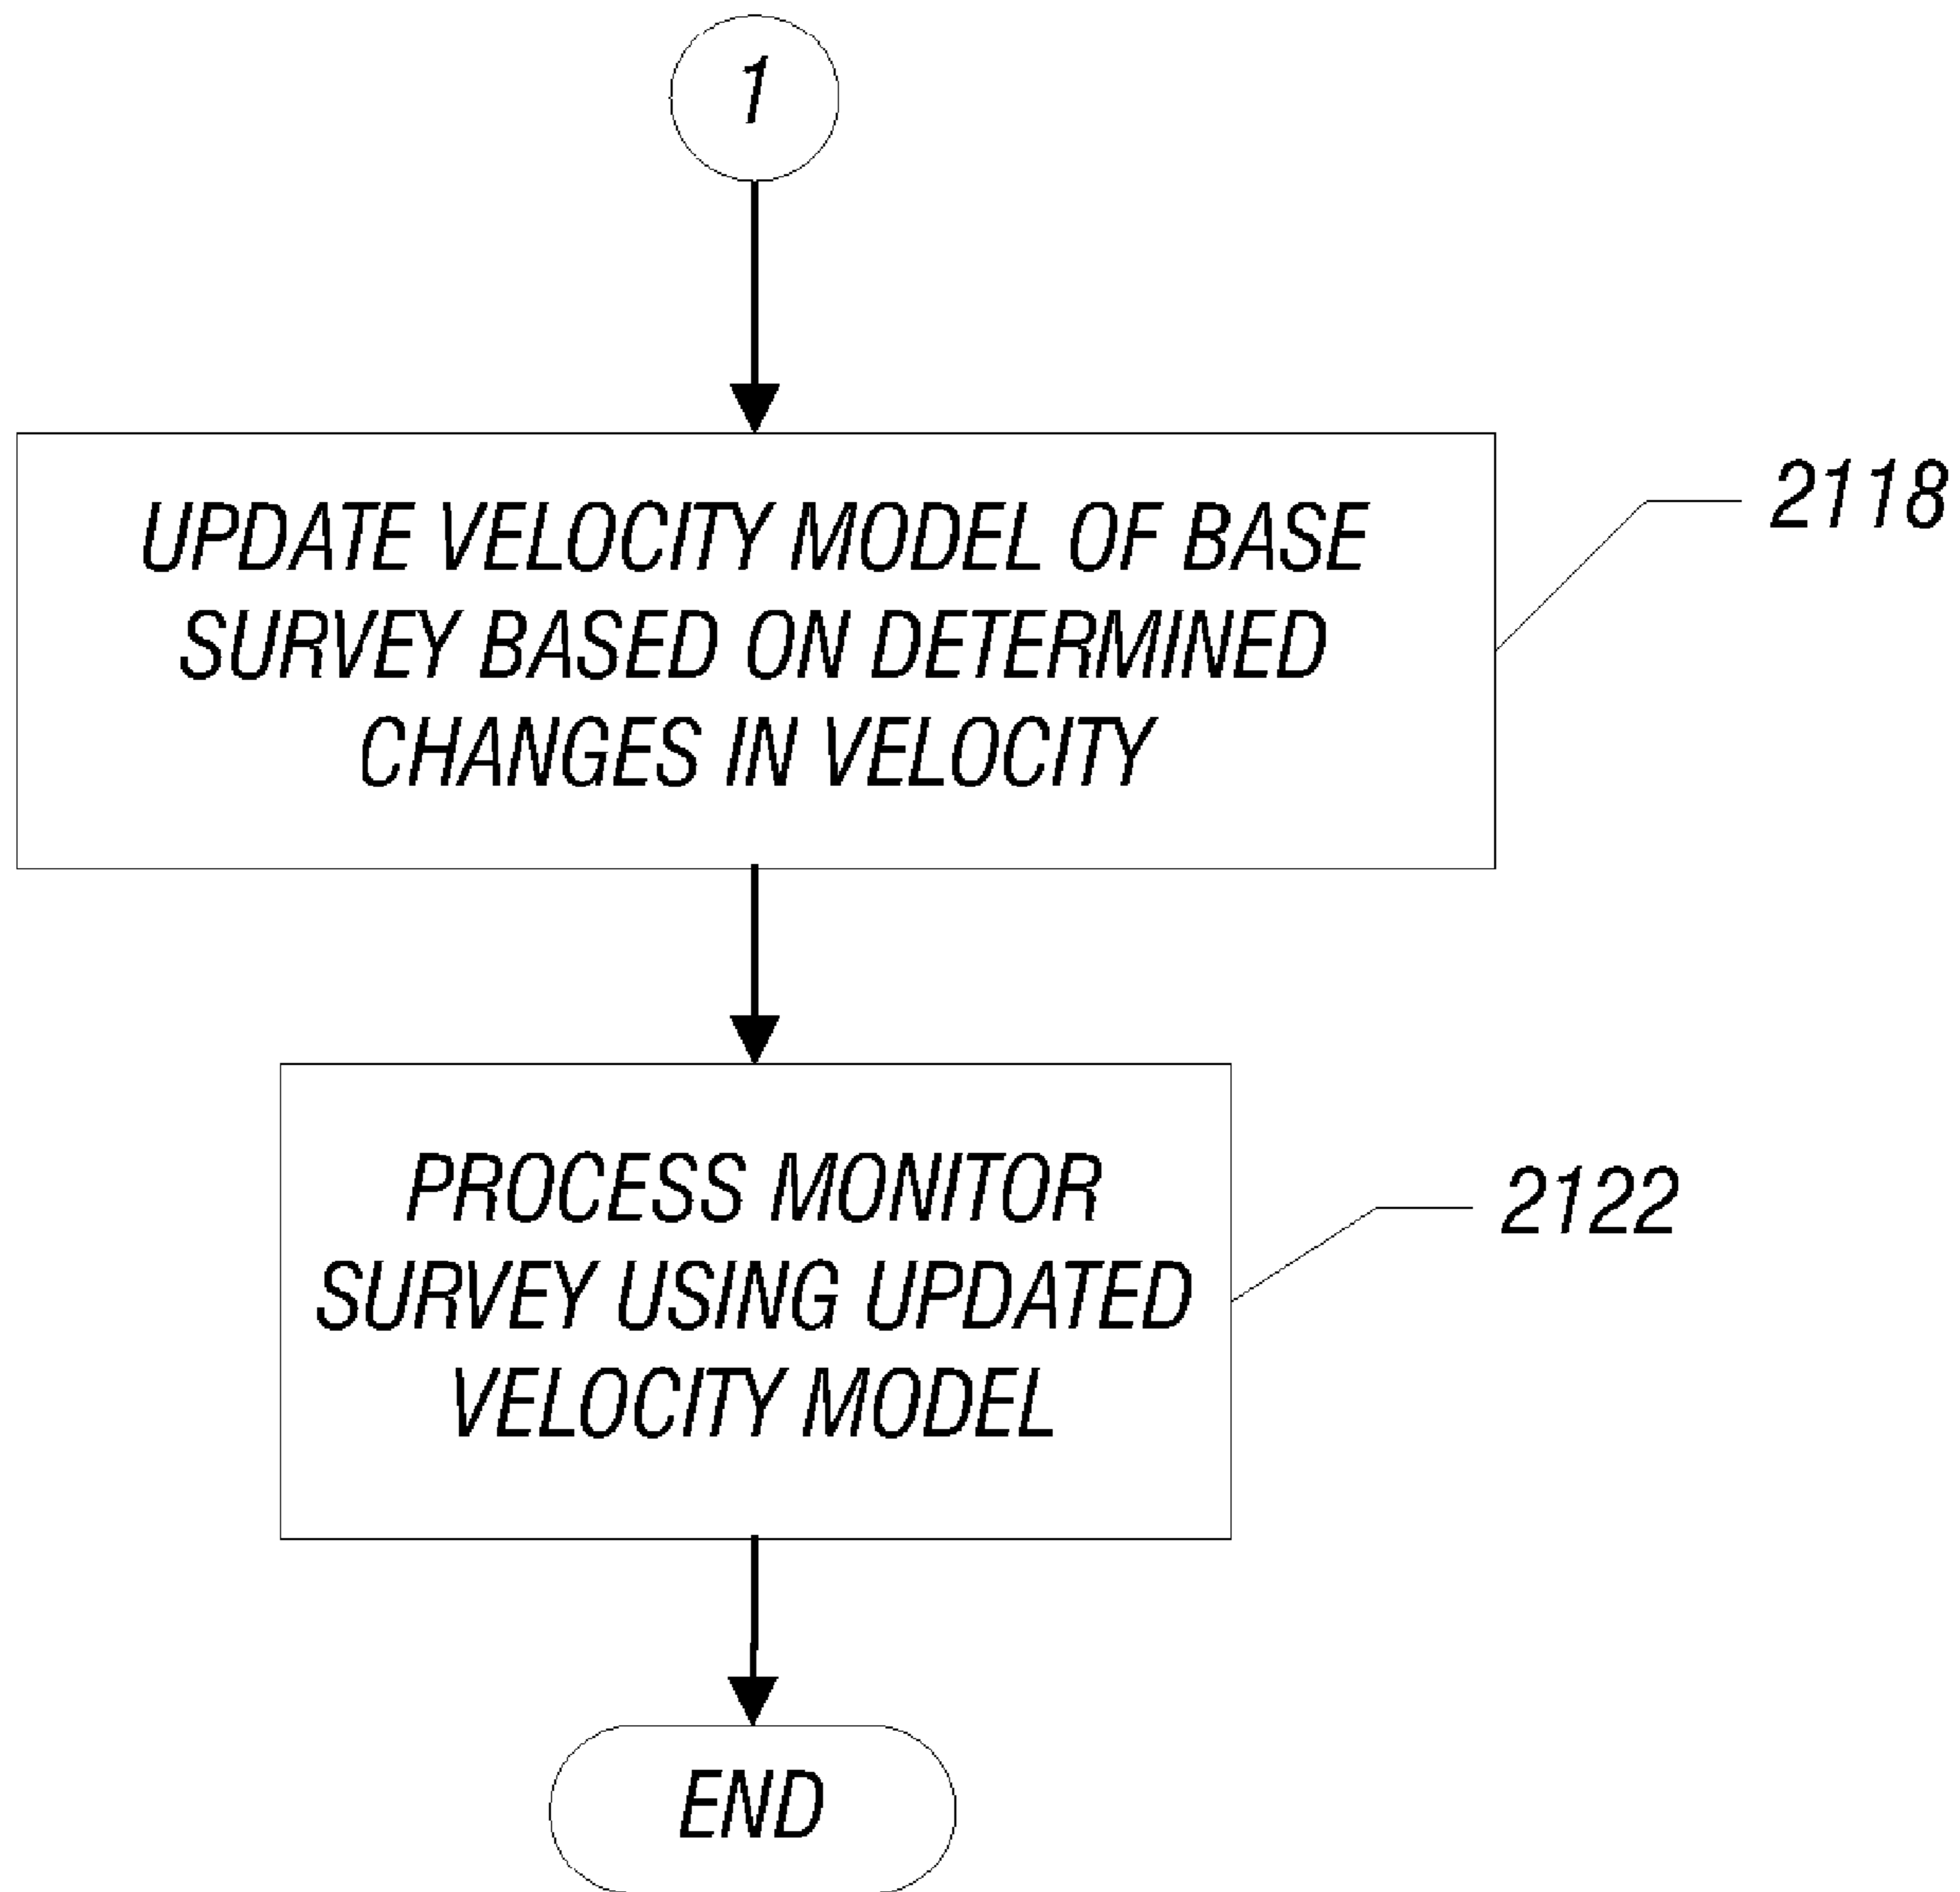 1
UPDATE VELOCITY MODEL OF BASE
SURVEY BASED ON DETERMINED
CHANGES IN VELOCITY
2118
PROCESS MONITOR
SURVEY USING UPDATED
VELOCITY MODEL
2122
END